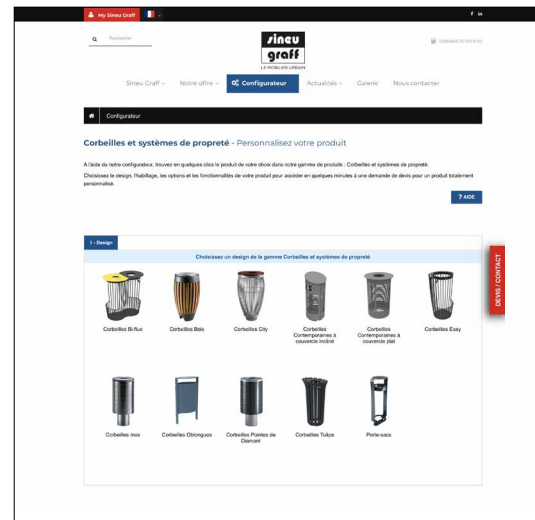 My Sineu Graff
f in
Rechercher
sineu
graff
LE MOBILIER URBAIN
DEMANDE DE DEVIS (0)
Sineu Graff
Notre offre
Configurateur
Actualités
Galerie
Nous contacter
Configurateur
Corbeilles et systèmes de propreté - Personnalisez votre produit
A l'aide du notre configurateur, trouvez en quelques clics le produit de votre choix dans notre gamme de produits : Corbeilles et systèmes de propreté.
Choisissez le design, l'habillage, les options et les fonctionnalités de votre produit pour accéder en quelques minutes à une demande de devis pour un produit totalement
personnalisé.
? AIDE
1 - Design
Choisissez un design de la gamme Corbeilles et systèmes de propreté
DEVIS / CONTACT
Corbeilles Bi-flux
Corbeilles Bois
Corbeilles City
Corbeilles
Contemporaines à
couvercle incliné
Corbeilles
Contemporaines à
couvercle plat
Corbeilles Easy
Corbeilles Inox
Corbeilles Oblongues
Corbeilles Pointes de
Diamant
Corbeilles Tulipe
Porte-sacs